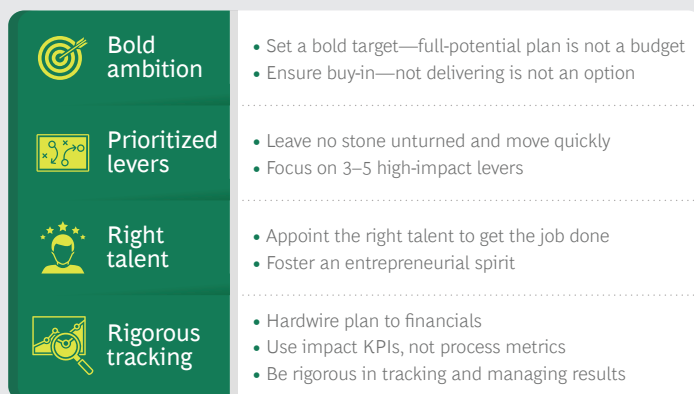 Bold
ambition
• Set a bold target—full-potential plan is not a budget
• Ensure buy-in—not delivering is not an option
Prioritized
levers
• Leave no stone unturned and move quickly
• Focus on 3–5 high-impact levers
Right
talent
• Appoint the right talent to get the job done
• Foster an entrepreneurial spirit
Rigorous
tracking
• Hardwire plan to financials
• Use impact KPIs, not process metrics
• Be rigorous in tracking and managing results